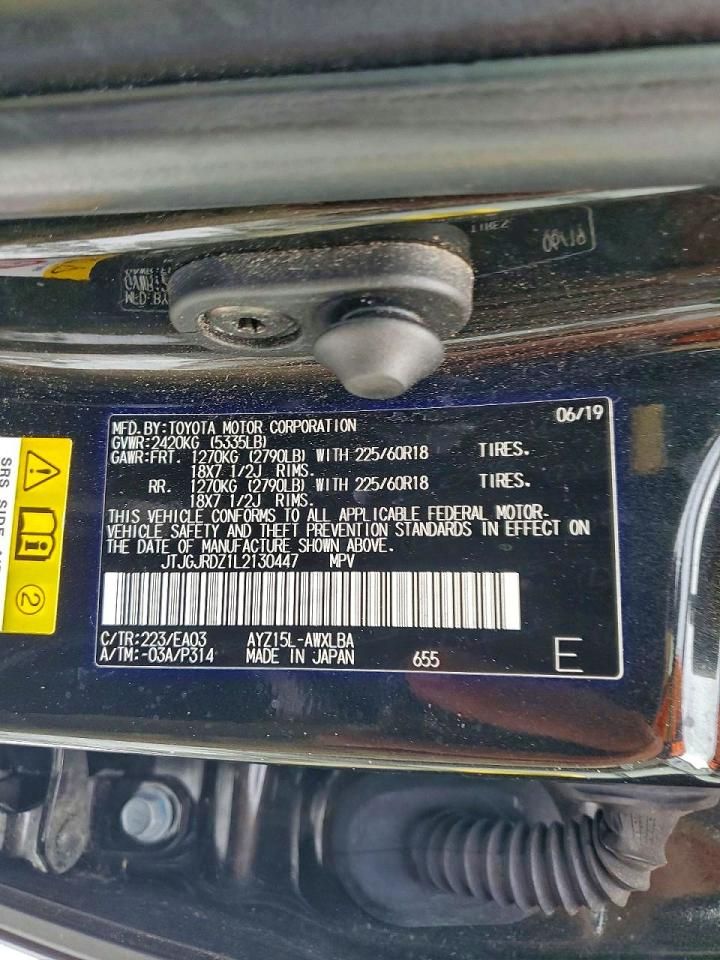 MFD. BY: TOYOTA MOTOR CORPORATION 06/19
GVWR: 2420KG (5335LB)
GAWR: FRT. 1270KG (2790LB) WITH 225/60R18 TIRES.
18X7 1/2J RIMS.
RR. 1270KG (2790LB) WITH 225/60R18 TIRES.
18X7 1/2J RIMS.
THIS VEHICLE CONFORMS TO ALL APPLICABLE FEDERAL MOTOR-
VEHICLE SAFETY AND THEFT PREVENTION STANDARDS IN EFFECT ON
THE DATE OF MANUFACTURE SHOWN ABOVE.
JTJGJRDZ1L2130447 MPV
C/TR: 223/EA03 AYZ15L-AWXLBA
A/TM: -03A/P314 MADE IN JAPAN 655 E
SRS SIDE
2